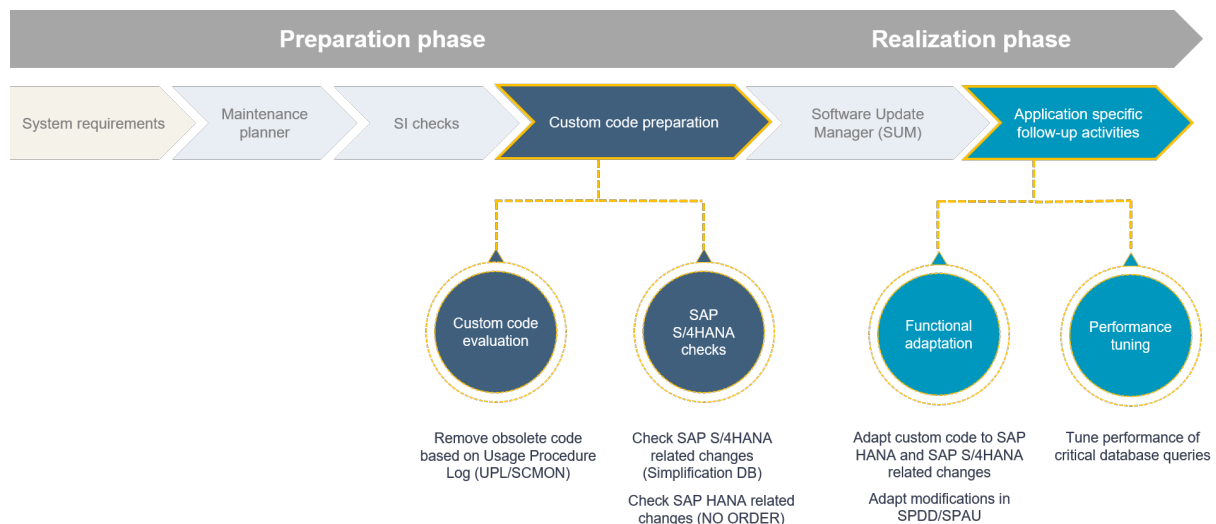 Preparation phase
Realization phase
System requirements
Maintenance
planner
SI checks
Custom code preparation
Software Update
Manager (SUM)
Application specific
follow-up activities
Custom code
evaluation
SAP
S/4HANA
checks
Functional
adaptation
Performance
tuning
Remove obsolete code
based on Usage Procedure
Log (UPL/SCMON)
Check SAP S/4HANA
related changes
(Simplification DB)
Check SAP HANA related
changes (NO ORDER)
Adapt custom code to SAP
HANA and SAP S/4HANA
related changes
Adapt modifications in
SPDD/SPAU
Tune performance of
critical database queries